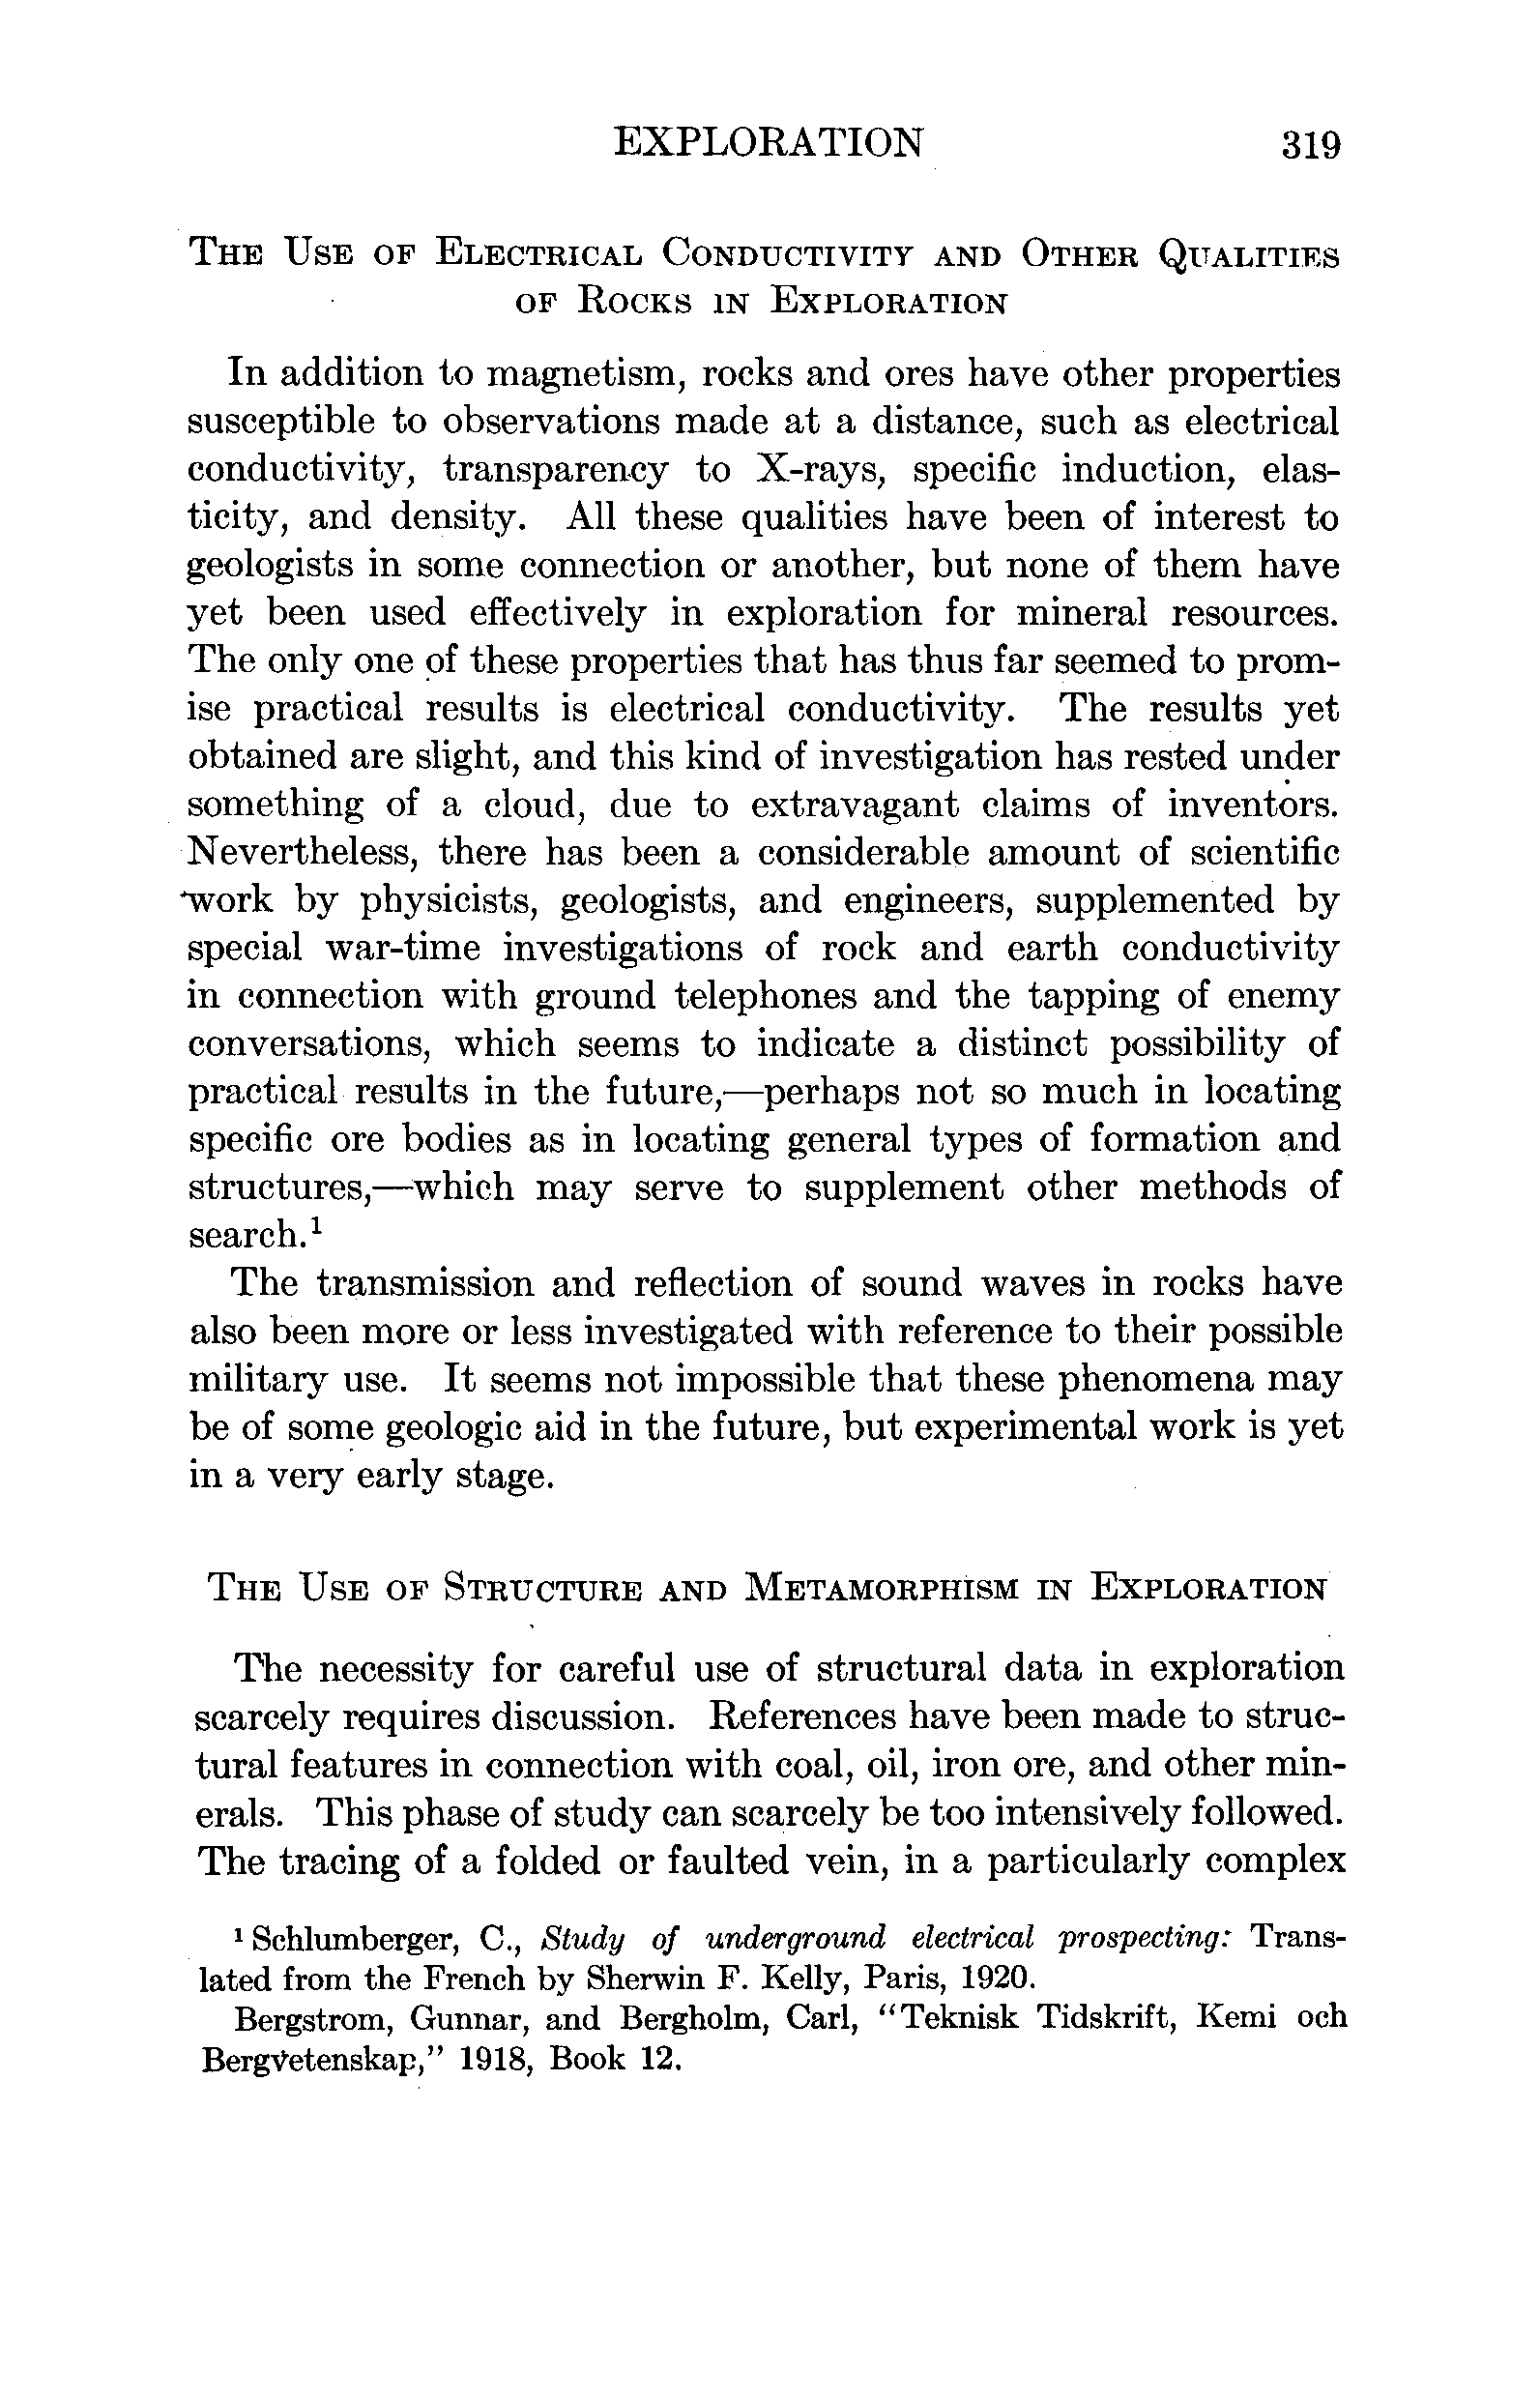 EXPLORATION 319
THE USE OF ELECTRICAL CONDUCTIVITY AND OTHER QUALITIES
OF ROCKS IN EXPLORATION
In addition to magnetism, rocks and ores have other properties
susceptible to observations made at a distance, such as electrical
conductivity, transparency to X-rays, specific induction, elas-
ticity, and density. All these qualities have been of interest to
geologists in some connection or another, but none of them have
yet been used effectively in exploration for mineral resources.
The only one of these properties that has thus far seemed to prom-
ise practical results is electrical conductivity. The results yet
obtained are slight, and this kind of investigation has rested under
something of a cloud, due to extravagant claims of inventors.
Nevertheless, there has been a considerable amount of scientific
work by physicists, geologists, and engineers, supplemented by
special war-time investigations of rock and earth conductivity
in connection with ground telephones and the tapping of enemy
conversations, which seems to indicate a distinct possibility of
practical results in the future,—perhaps not so much in locating
specific ore bodies as in locating general types of formation and
structures,—which may serve to supplement other methods of
search.¹
The transmission and reflection of sound waves in rocks have
also been more or less investigated with reference to their possible
military use. It seems not impossible that these phenomena may
be of some geologic aid in the future, but experimental work is yet
in a very early stage.
THE USE OF STRUCTURE AND METAMORPHISM IN EXPLORATION
The necessity for careful use of structural data in exploration
scarcely requires discussion. References have been made to struc-
tural features in connection with coal, oil, iron ore, and other min-
erals. This phase of study can scarcely be too intensively followed.
The tracing of a folded or faulted vein, in a particularly complex
¹ Schlumberger, C., Study of underground electrical prospecting: Trans-
lated from the French by Sherwin F. Kelly, Paris, 1920.
Bergstrom, Gunnar, and Bergholm, Carl, "Teknisk Tidskrift, Kemi och
Bergvetenskap," 1918, Book 12.